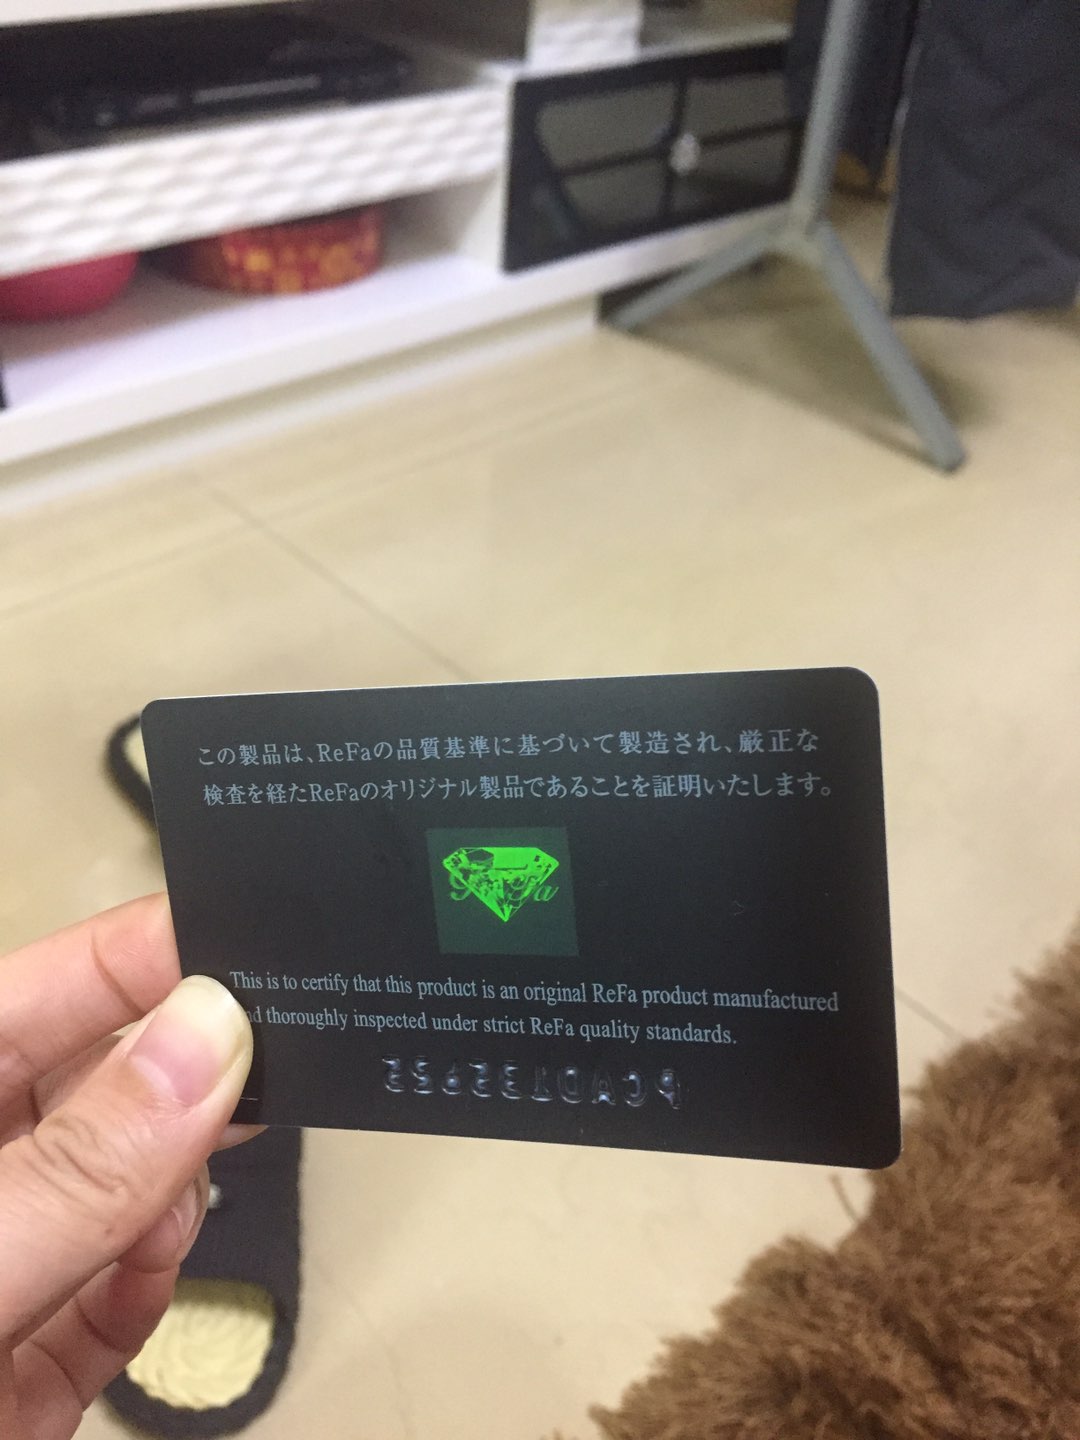 この製品は、ReFaの品質基準に基づいて製造され、厳正な
検査を経たReFaのオリジナル製品であることを証明いたします。
This is to certify that this product is an original ReFa product manufactured
thoroughly inspected under strict ReFa quality standards.